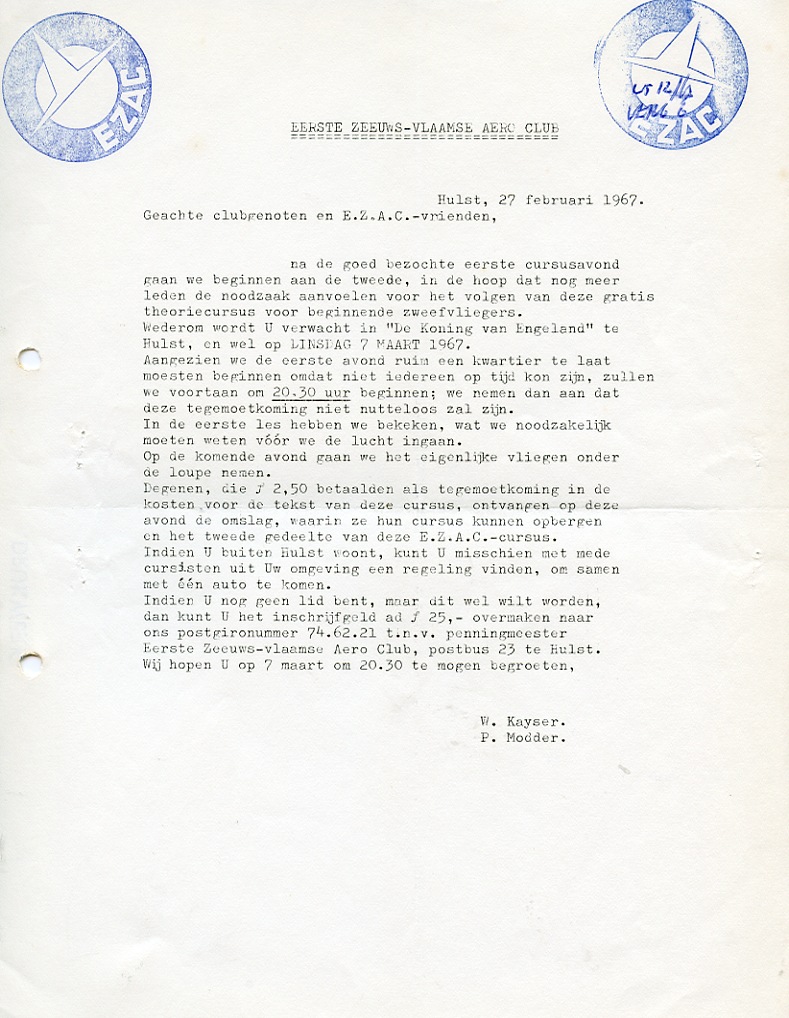 EZAC
EZAC
EERSTE ZEEUWS-VLAAMSE AERO CLUB
Hulst, 27 februari 1967.
Geachte clubgenoten en E.Z.A.C.-vrienden,
na de goed bezochte eerste cursusavond
gaan we beginnen aan de tweede, in de hoop dat nog meer
leden de noodzaak aanvoelen voor het volgen van deze gratis
theoriecursus voor beginnende zweefvliegers.
Wederom wordt U verwacht in "De Koning van Engeland" te
Hulst, en wel op DINSDAG 7 MAART 1967.
Aangezien we de eerste avond ruim een kwartier te laat
moesten beginnen omdat niet iedereen op tijd kon zijn, zullen
we voortaan om 20.30 uur beginnen; we nemen dan aan dat
deze tegemoetkoming niet nutteloos zal zijn.
In de eerste les hebben we bekeken, wat we noodzakelijk
moeten weten vóór we de lucht ingaan.
Op de komende avond gaan we het eigenlijke vliegen onder
de loupe nemen.
Degenen, die ƒ 2,50 betaalden als tegemoetkoming in de
kosten voor de tekst van deze cursus, ontvangen op deze
avond de omslag, waarin ze hun cursus kunnen opbergen
en het tweede gedeelte van deze E.Z.A.C.-cursus.
Indien U buiten Hulst woont, kunt U misschien met mede
cursisten uit Uw omgeving een regeling vinden, om samen
met één auto te komen.
Indien U nog geen lid bent, maar dit wel wilt worden,
dan kunt U het inschrijfgeld ad ƒ 25,- overmaken naar
ons postgironummer 74.62.21 t.n.v. penningmeester
Eerste Zeeuws-vlaamse Aero Club, postbus 23 te Hulst.
Wij hopen U op 7 maart om 20.30 te mogen begroeten,
W. Kayser.
P. Modder.